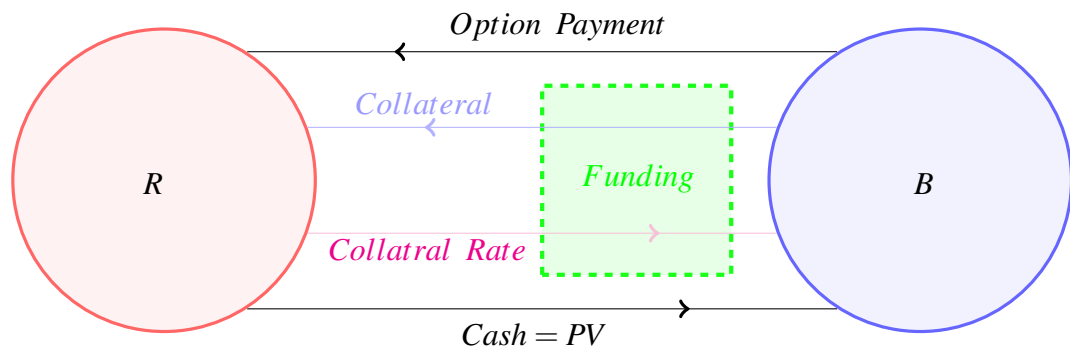 Option Payment
Collateral
R
Funding
B
Collatral Rate
Cash = PV